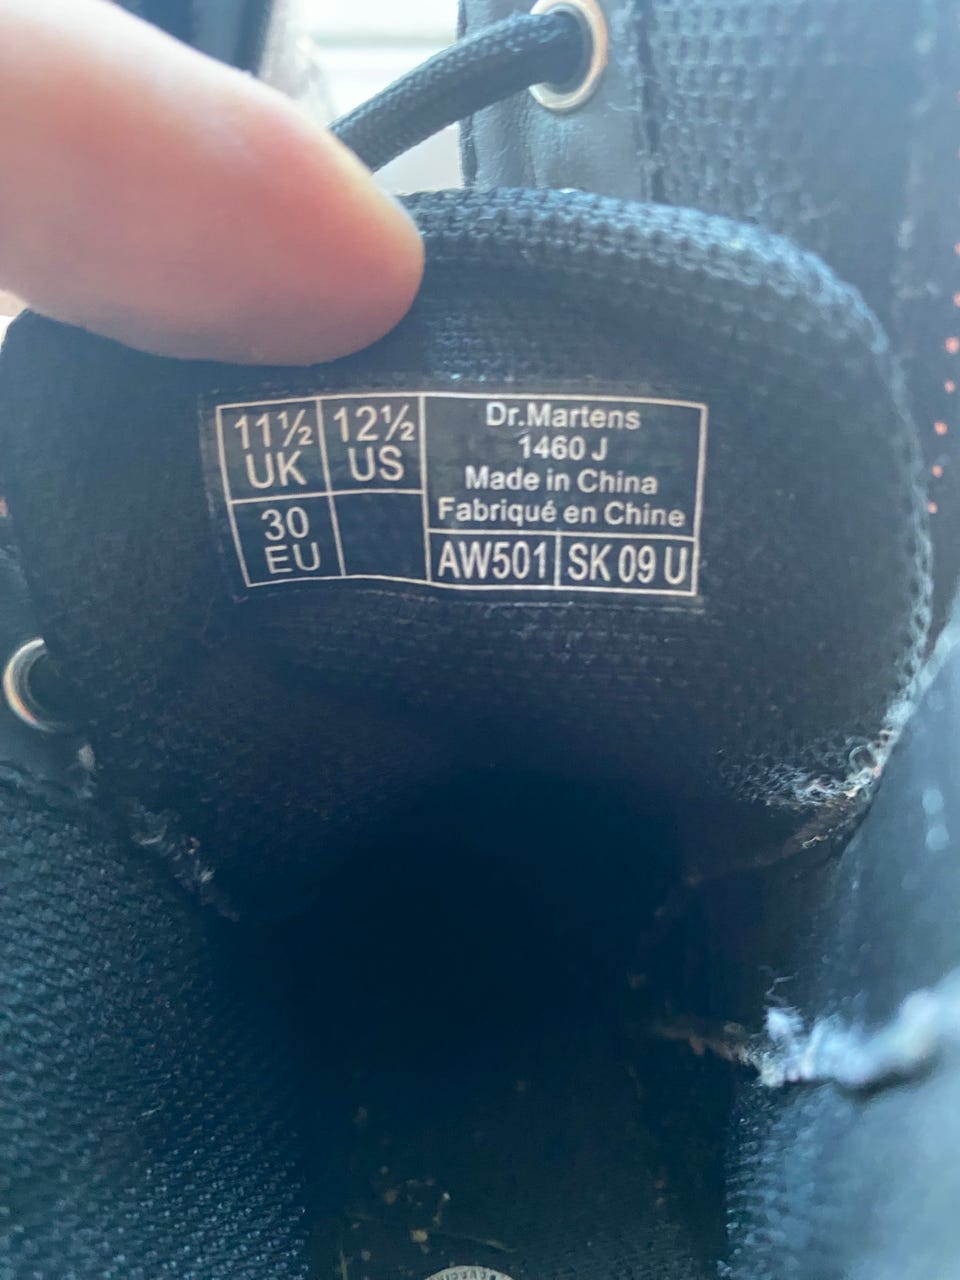 11½
UK
12½
US
30
EU
Dr.Martens
1460 J
Made in China
Fabriqué en Chine
AW501
SK 09 U